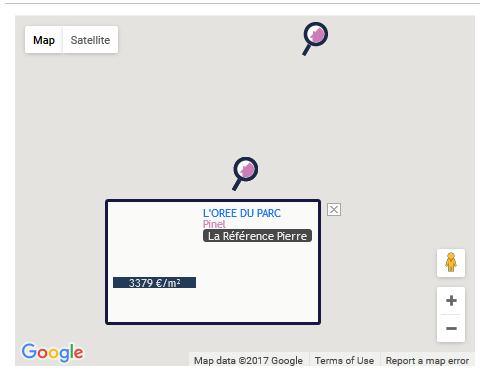 Map Satellite
L'OREE DU PARC
Pinel
La Référence Pierre
3379 €/m²
Google
Map data ©2017 Google Terms of Use Report a map error